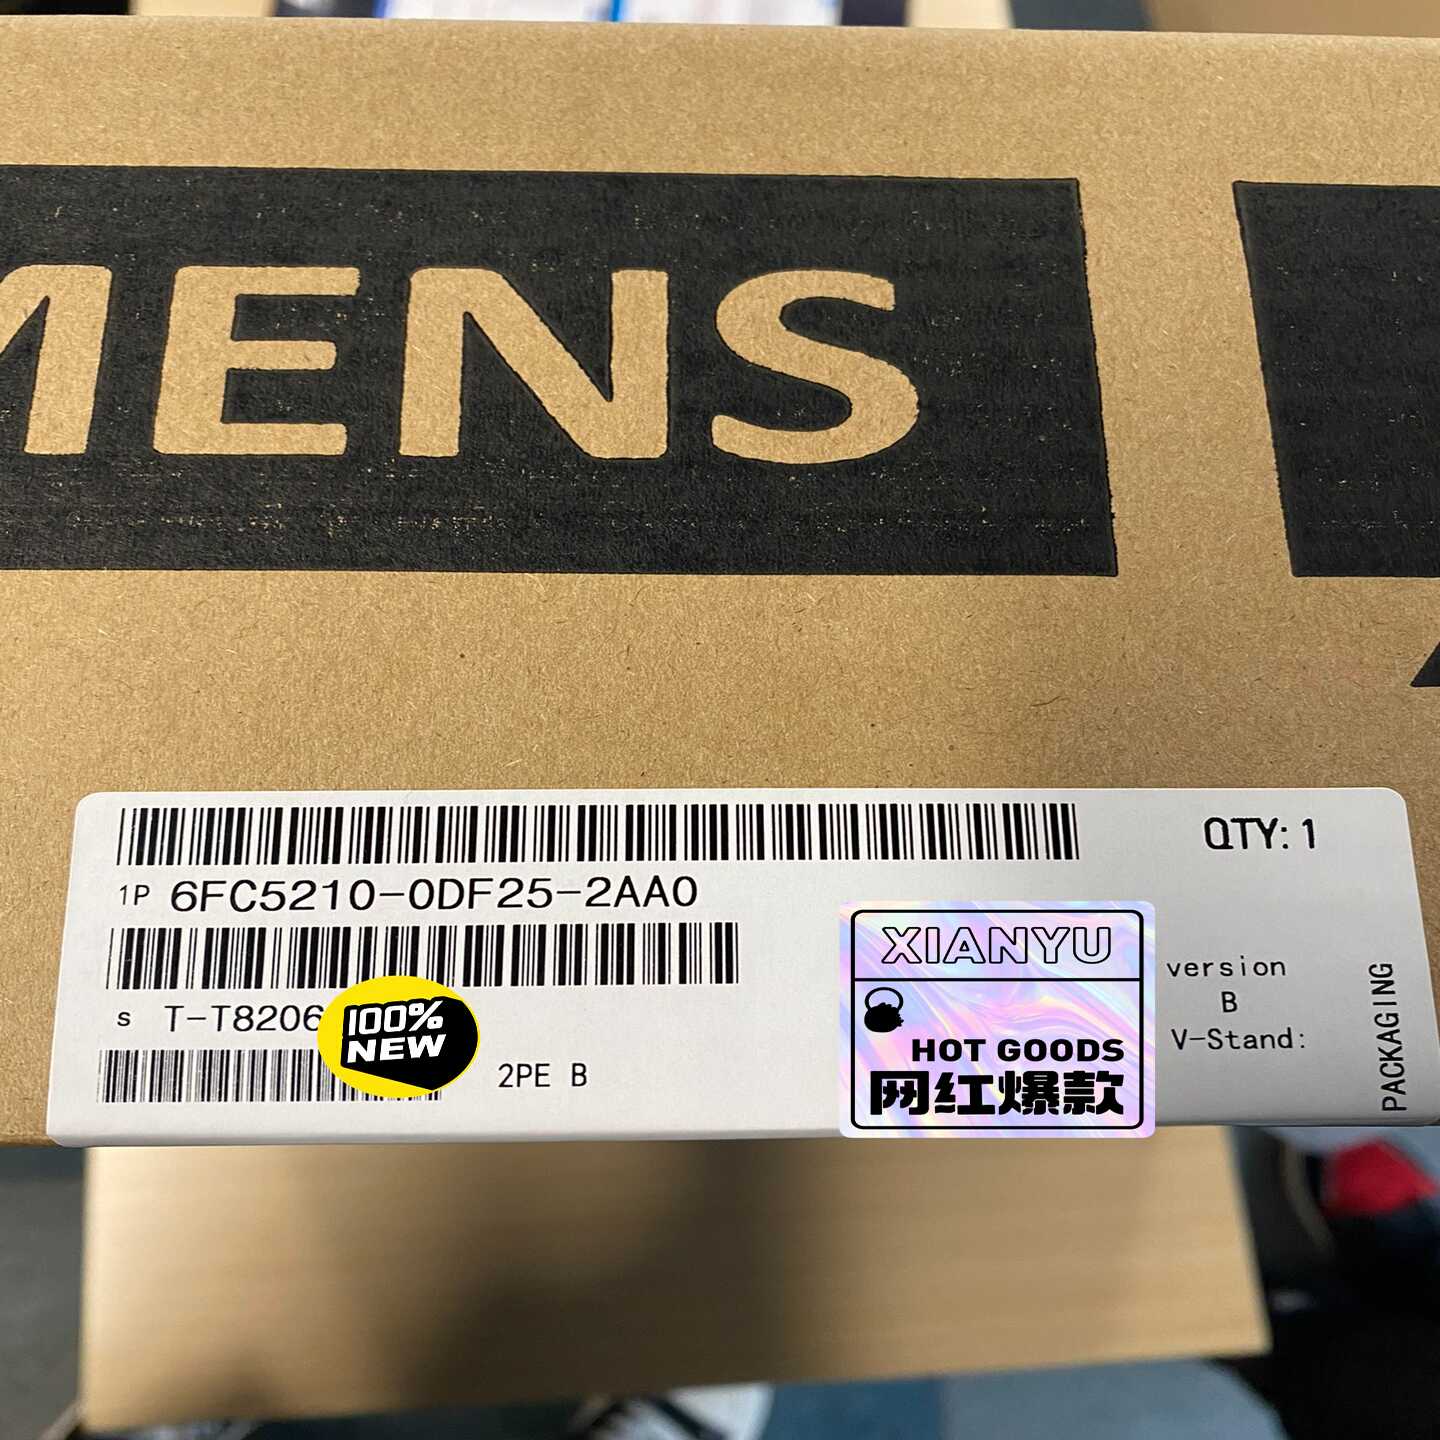 MENS
QTY: 1
1P 6FC5210-0DF25-2AA0
S T-T8206
100%
NEW
2PE B
XIANYU
HOT GOODS
网红爆款
version
B
V-Stand:
PACKAGING